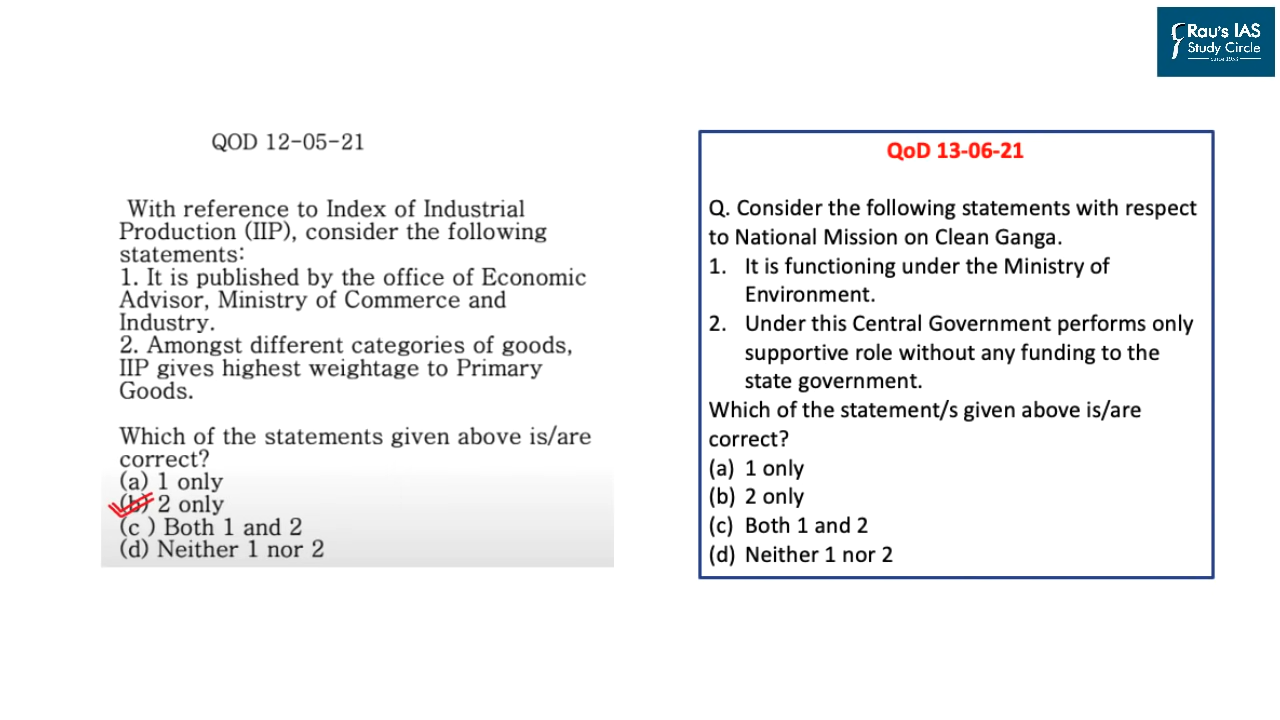 Rau's IAS
Study Circle
QOD 12-05-21
With reference to Index of Industrial
Production (IIP), consider the following
statements:
1. It is published by the office of Economic
Advisor, Ministry of Commerce and
Industry.
2. Amongst different categories of goods,
IIP gives highest weightage to Primary
Goods.
Which of the statements given above is/are
correct?
(a) 1 only
(b) 2 only
(c ) Both 1 and 2
(d) Neither 1 nor 2
QoD 13-06-21
Q. Consider the following statements with respect
to National Mission on Clean Ganga.
1. It is functioning under the Ministry of
Environment.
2. Under this Central Government performs only
supportive role without any funding to the
state government.
Which of the statement/s given above is/are
correct?
(a) 1 only
(b) 2 only
(c) Both 1 and 2
(d) Neither 1 nor 2